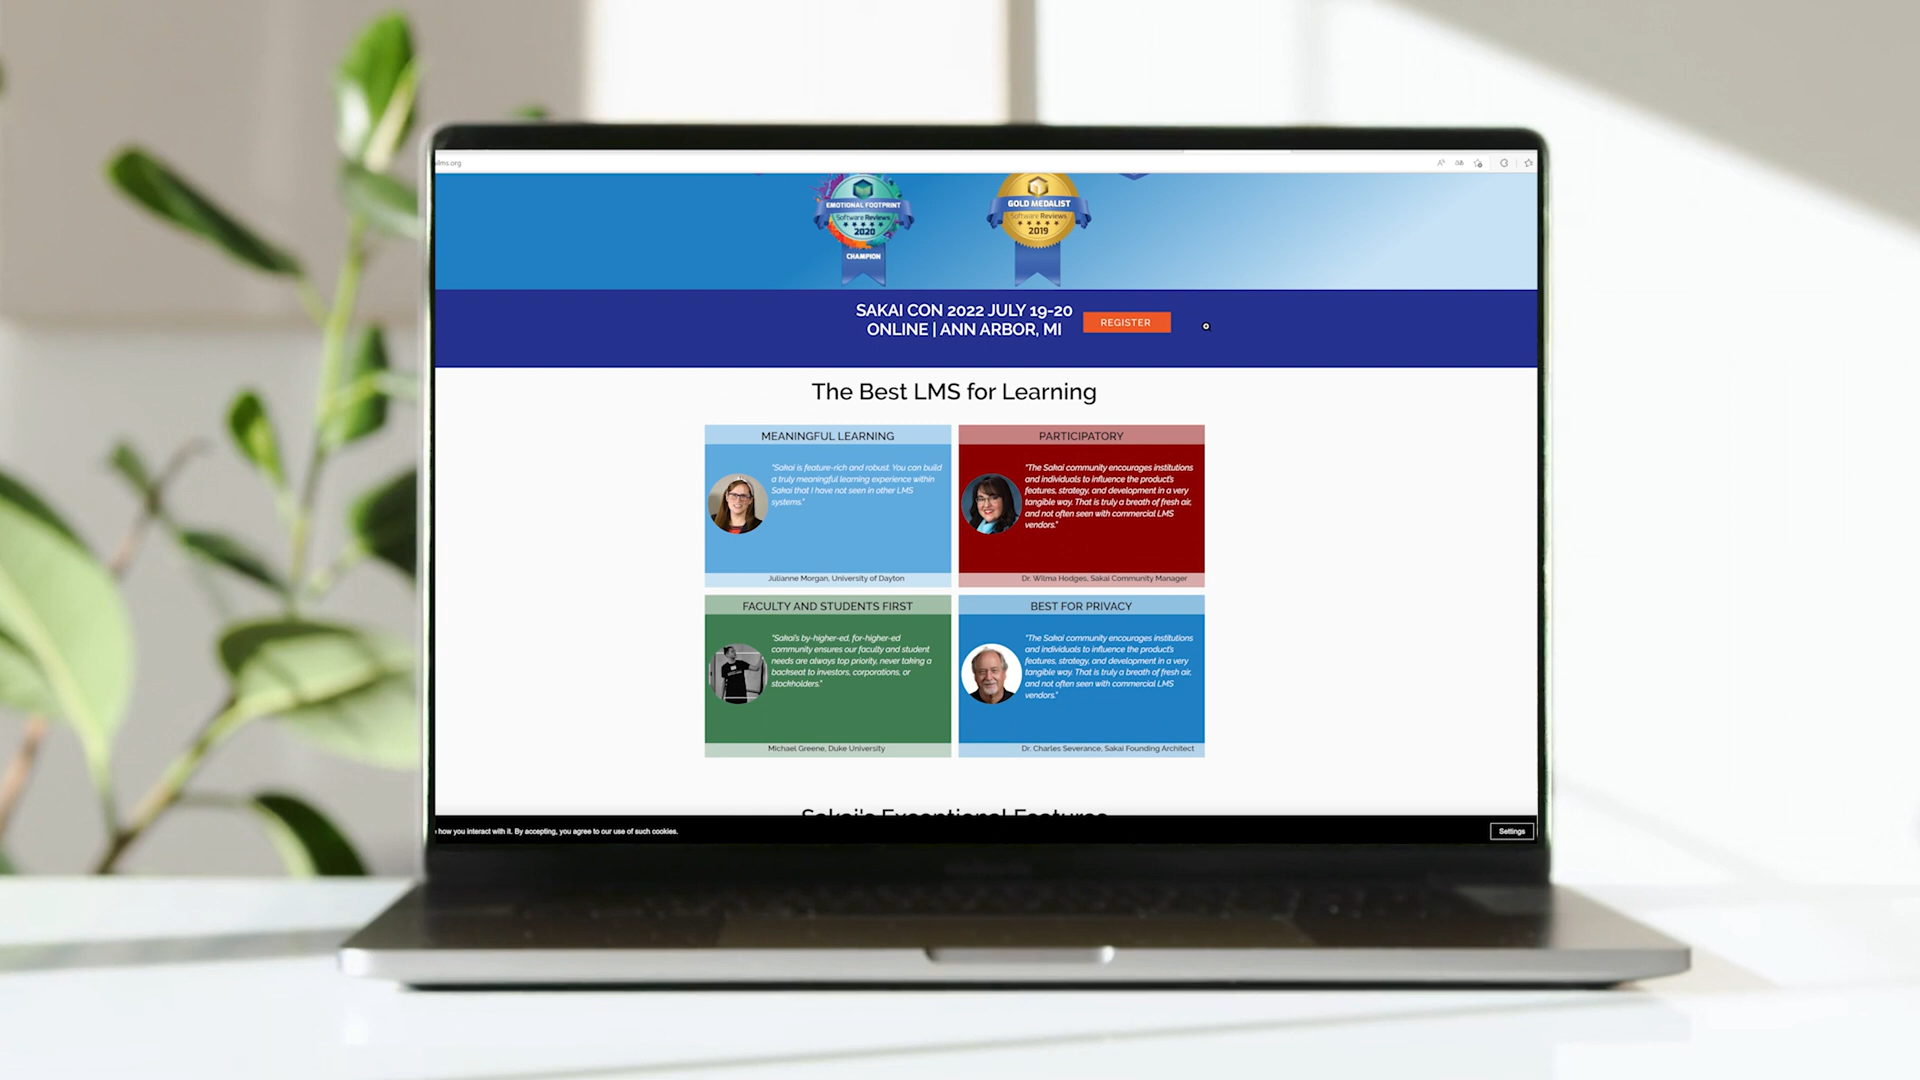 lms.org
EMOTIONAL FOOTPRINT
Software Reviews
2020
CHAMPION
GOLD MEDALIST
Software Reviews
2019
SAKAI CON 2022 JULY 19-20
ONLINE | ANN ARBOR, MI
REGISTER
The Best LMS for Learning
MEANINGFUL LEARNING
"Sakai is feature-rich and robust. You can build
a truly meaningful learning experience within
Sakai that I have not seen in other LMS
systems."
Julianne Morgan, University of Dayton
PARTICIPATORY
"The Sakai community encourages institutions
and individuals to influence the product's
features, strategy, and development in a very
tangible way. That is truly a breath of fresh air,
and not often seen with commercial LMS
vendors."
Dr. Wilma Hodges, Sakai Community Manager
FACULTY AND STUDENTS FIRST
"Sakai's by-higher-ed, for-higher-ed
community ensures our faculty and student
needs are always top priority, never taking a
backseat to investors, corporations, or
stockholders."
Michael Greene, Duke University
BEST FOR PRIVACY
"The Sakai community encourages institutions
and individuals to influence the product's
features, strategy, and development in a very
tangible way. That is truly a breath of fresh air,
and not often seen with commercial LMS
vendors."
Dr. Charles Severance, Sakai Founding Architect
Sakai's Exceptional Features
how you interact with it. By accepting, you agree to our use of such cookies.
Settings